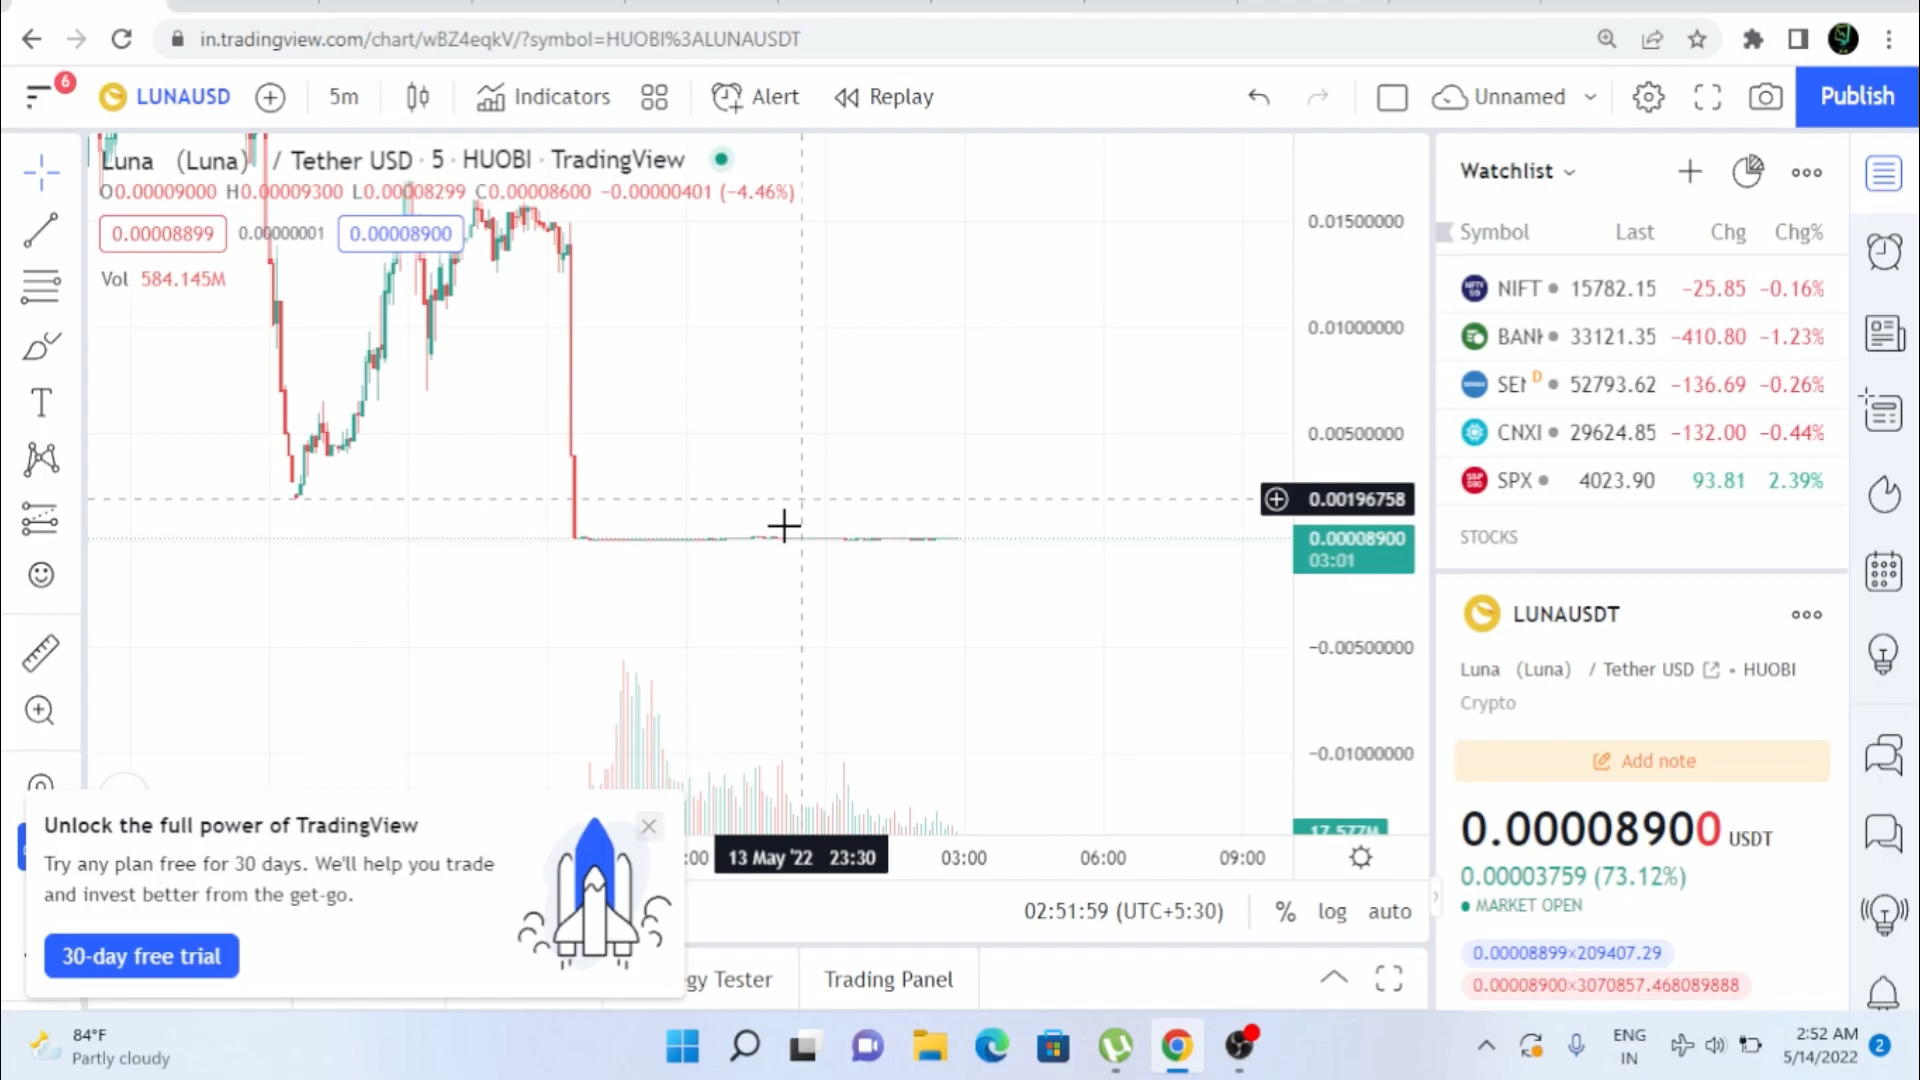 in.tradingview.com/chart/wBZ4eqkV/?symbol=HUOBI%3ALUNAUSDT
6
LUNAUSD 5m Indicators Alert Replay Unnamed Publish
Luna (Luna) / Tether USD · 5 · HUOBI · TradingView
O0.00009000 H0.00009300 L0.00008299 C0.00008600 −0.00000401 (−4.46%)
0.00008899 0.00000001 0.00008900
Vol 584.145M
0.01500000
0.01000000
0.00500000
0.00196758
0.00008900
03:01
−0.00500000
−0.01000000
17.577M
:00 13 May '22 23:30 03:00 06:00 09:00
02:51:59 (UTC+5:30) % log auto
gy Tester Trading Panel
Unlock the full power of TradingView
Try any plan free for 30 days. We'll help you trade
and invest better from the get-go.
30-day free trial
Watchlist
Symbol Last Chg Chg%
NIFT 15782.15 −25.85 −0.16%
BANK 33121.35 −410.80 −1.23%
D 52793.62 −136.69 −0.26%
CNXI 29624.85 −132.00 −0.44%
SPX 4023.90 93.81 2.39%
STOCKS
LUNAUSDT
Luna (Luna) / Tether USD • HUOBI
Crypto
Add note
0.00008900 USDT
0.00003759 (73.12%)
MARKET OPEN
0.00008899×209407.29
0.00008900×3070857.468089888
84°F
Partly cloudy
ENG
IN
2:52 AM
5/14/2022
2